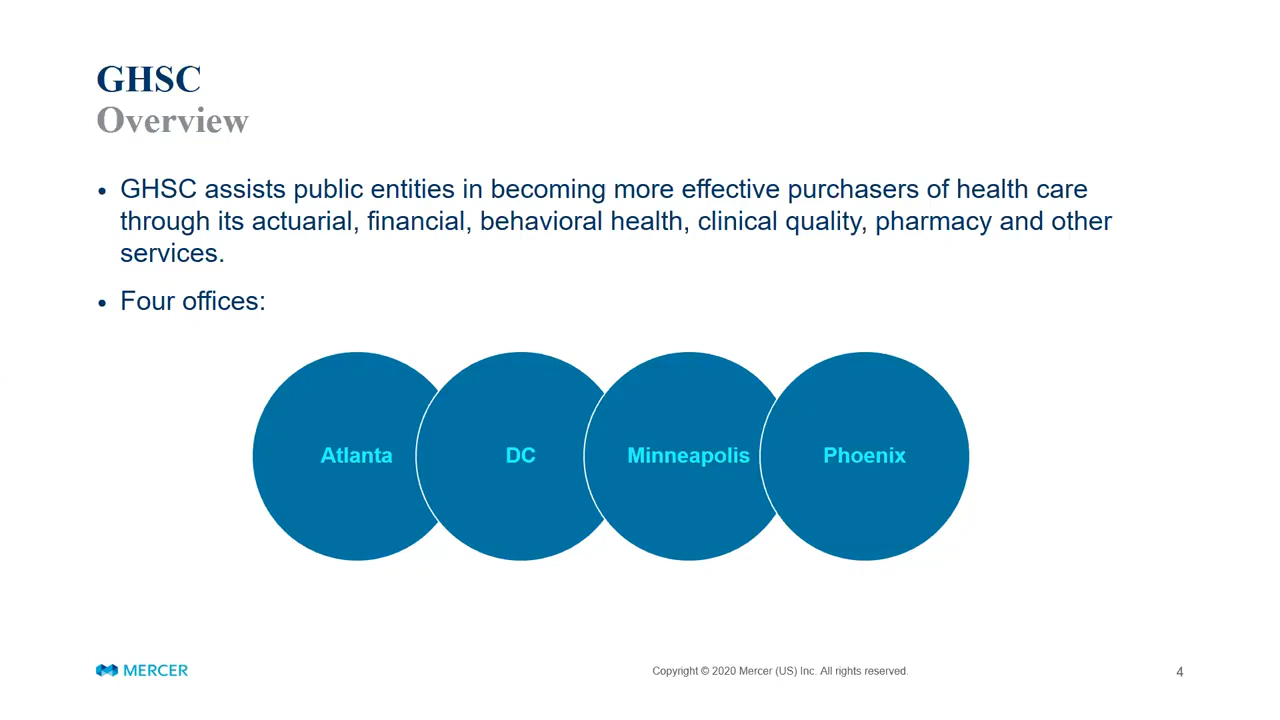 GHSC
Overview
• GHSC assists public entities in becoming more effective purchasers of health care
through its actuarial, financial, behavioral health, clinical quality, pharmacy and other
services.
• Four offices:
Atlanta
DC
Minneapolis
Phoenix
MERCER
Copyright © 2020 Mercer (US) Inc. All rights reserved.
4